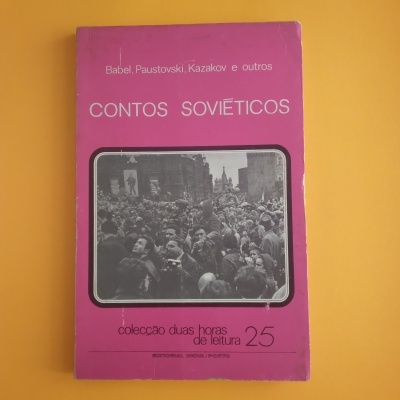 Babel, Paustovski, Kazakov e outros
CONTOS SOVIÉTICOS
colecção duas horas
de leitura 25